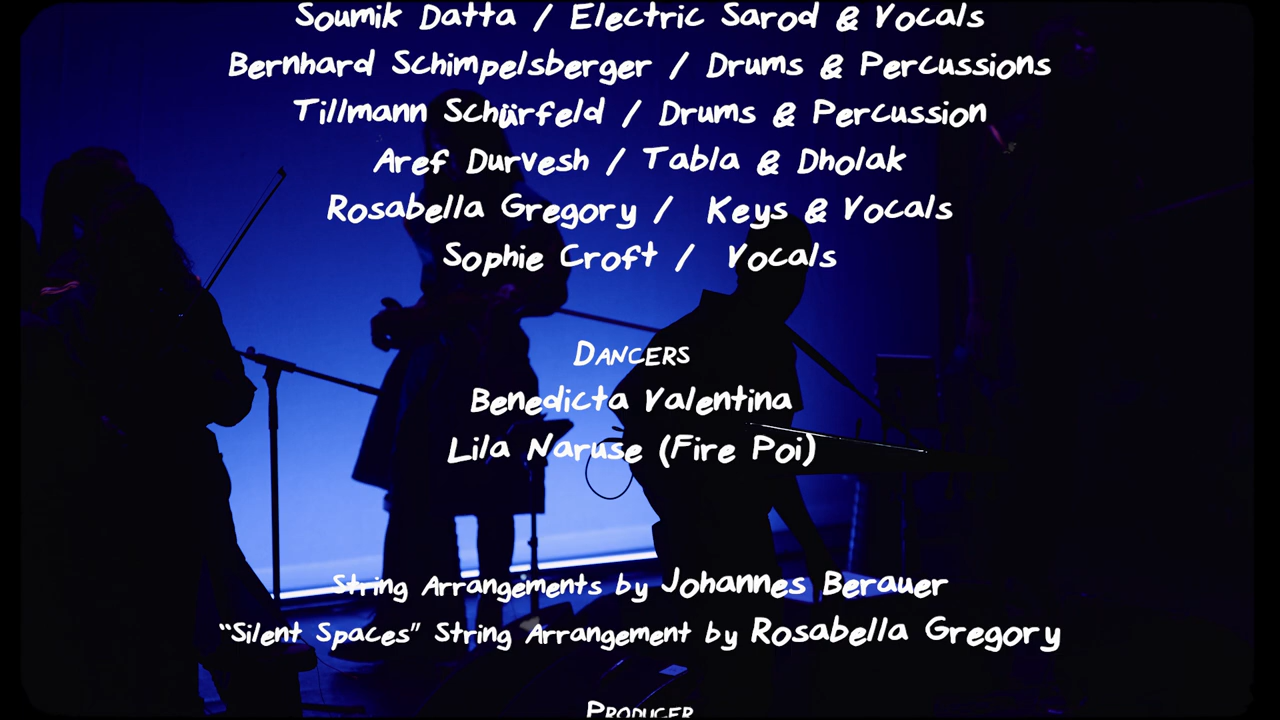 Soumik Datta / Electric Sarod & Vocals
Bernhard Schimpelsberger / Drums & Percussions
Tillmann Schürfeld / Drums & Percussion
Aref Durvesh / Tabla & Dholak
Rosabella Gregory / Keys & Vocals
Sophie Croft / Vocals
Dancers
Benedicta Valentina
Lila Naruse (Fire Poi)
String Arrangements by Johannes Berauer
"Silent Spaces" String Arrangement by Rosabella Gregory
Producer